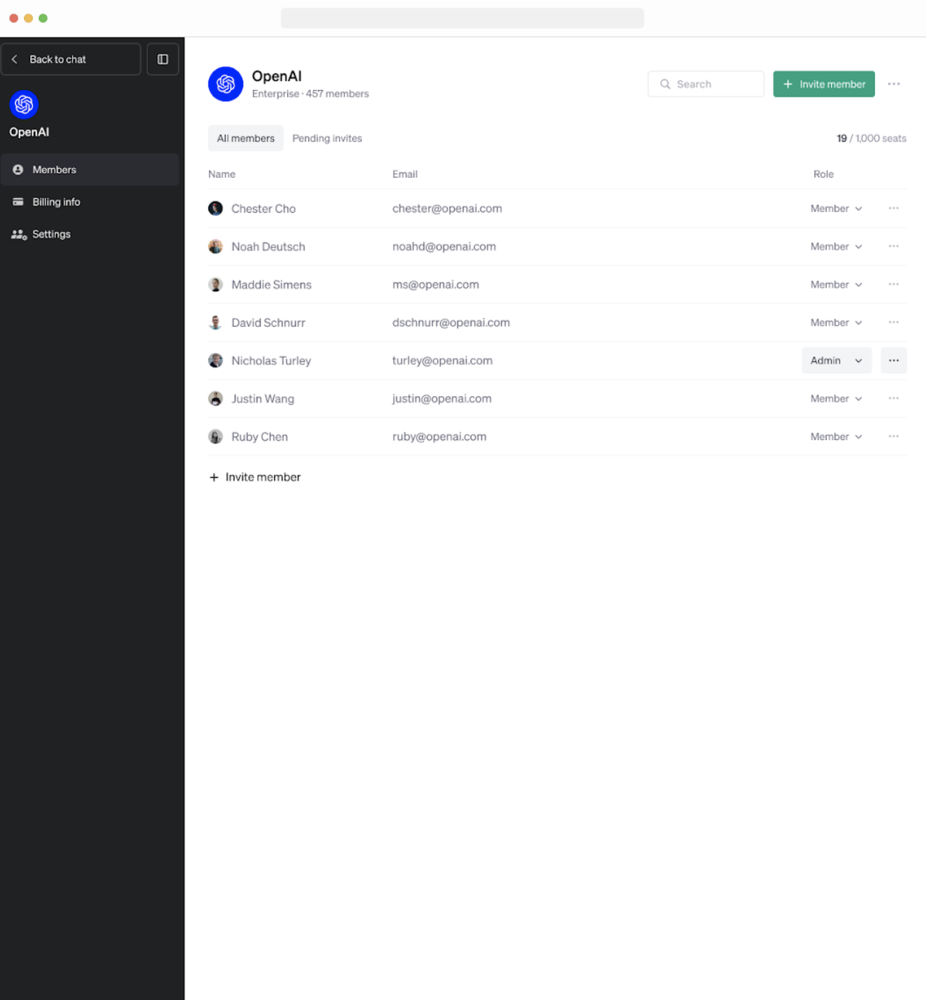 Back to chat
OpenAI
Members
Billing info
Settings
OpenAI
Enterprise · 457 members
Search
+ Invite member
All members Pending invites 19 / 1,000 seats
Name Email Role
Chester Cho chester@openai.com Member
Noah Deutsch noahd@openai.com Member
Maddie Simens ms@openai.com Member
David Schnurr dschnurr@openai.com Member
Nicholas Turley turley@openai.com Admin
Justin Wang justin@openai.com Member
Ruby Chen ruby@openai.com Member
+ Invite member